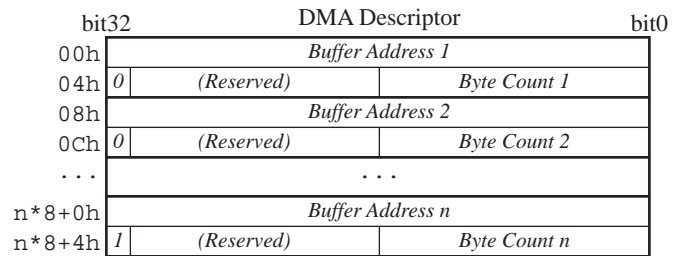 bit32 DMA Descriptor bit0
00h Buffer Address 1
04h 0 (Reserved) Byte Count 1
08h Buffer Address 2
0Ch 0 (Reserved) Byte Count 2
... ...
n*8+0h Buffer Address n
n*8+4h 1 (Reserved) Byte Count n